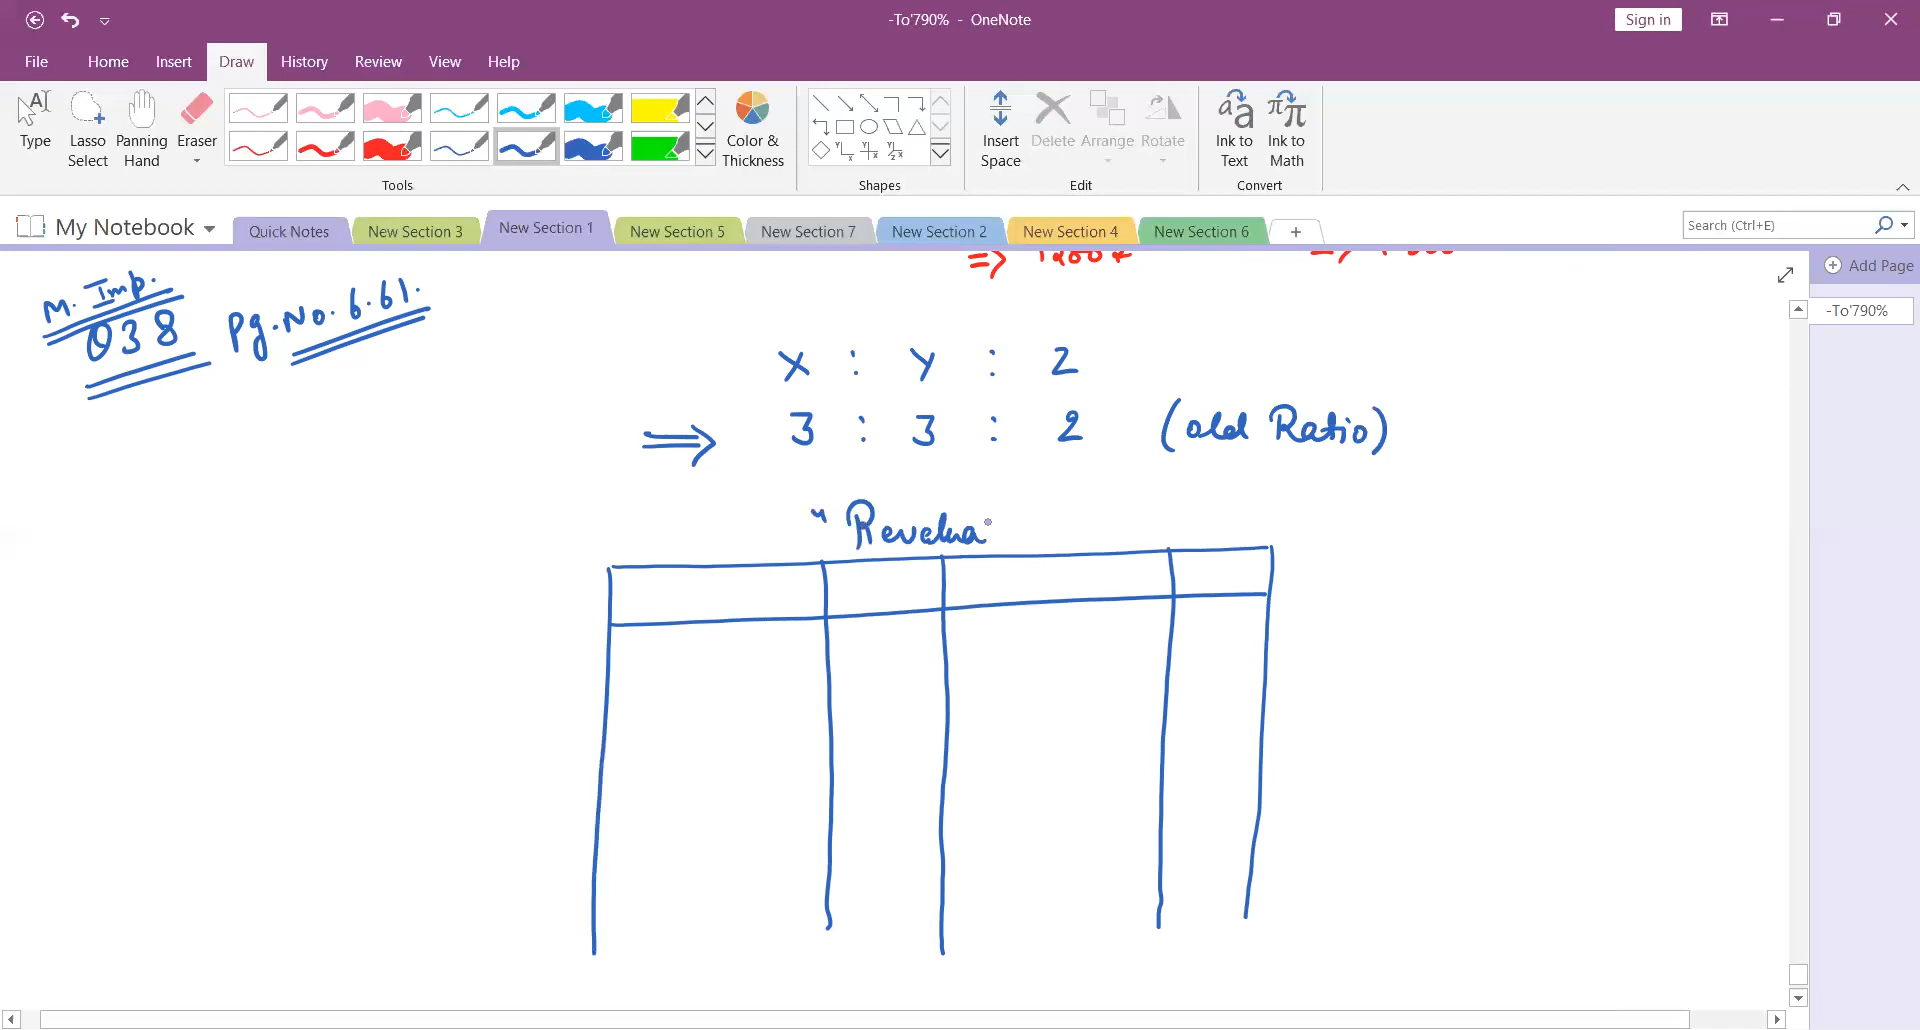 -To'790% - OneNote
Sign in
File Home Insert Draw History Review View Help
Type
Lasso Select
Panning Hand
Eraser
Color & Thickness
Insert Space
Delete
Arrange
Rotate
Ink to Text
Ink to Math
Tools
Shapes
Edit
Convert
My Notebook
Quick Notes
New Section 3
New Section 1
New Section 5
New Section 7
New Section 2
New Section 4
New Section 6
Search (Ctrl+E)
Add Page
-To'790%
M. Imp.
Q38 Pg. No. 6.61.
X : Y : Z
⇒ 3 : 3 : 2 (old Ratio)
" Revalua